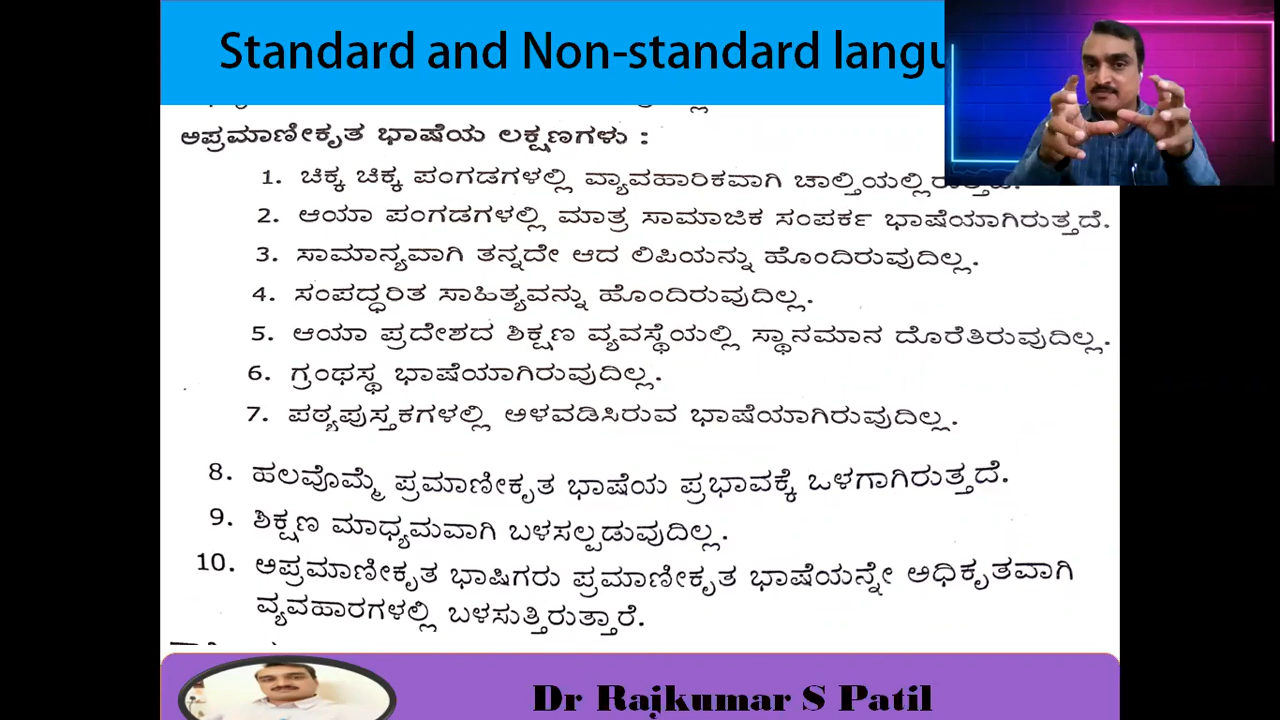 Standard and Non-standard langu
ಅಪ್ರಮಾಣೀಕೃತ ಭಾಷೆಯ ಲಕ್ಷಣಗಳು :
1. ಚಿಕ್ಕ ಚಿಕ್ಕ ಪಂಗಡಗಳಲ್ಲಿ ವ್ಯಾವಹಾರಿಕವಾಗಿ
2. ಆಯಾ ಪಂಗಡಗಳಲ್ಲಿ ಮಾತ್ರ ಸಾಮಾಜಿಕ ಸಂಪರ್ಕ ಭಾಷೆಯಾಗಿರುತ್ತದೆ.
3. ಸಾಮಾನ್ಯವಾಗಿ ತನ್ನದೇ ಆದ ಲಿಪಿಯನ್ನು ಹೊಂದಿರುವುದಿಲ್ಲ.
4. ಸಂಪದ್ಭರಿತ ಸಾಹಿತ್ಯವನ್ನು ಹೊಂದಿರುವುದಿಲ್ಲ.
5. ಆಯಾ ಪ್ರದೇಶದ ಶಿಕ್ಷಣ ವ್ಯವಸ್ಥೆಯಲ್ಲಿ ಸ್ಥಾನಮಾನ ದೊರೆತಿರುವುದಿಲ್ಲ.
6. ಗ್ರಂಥಸ್ಥ ಭಾಷೆಯಾಗಿರುವುದಿಲ್ಲ.
7. ಪಠ್ಯಪುಸ್ತಕಗಳಲ್ಲಿ ಅಳವಡಿಸಿರುವ ಭಾಷೆಯಾಗಿರುವುದಿಲ್ಲ.
8. ಹಲವೊಮ್ಮೆ ಪ್ರಮಾಣೀಕೃತ ಭಾಷೆಯ ಪ್ರಭಾವಕ್ಕೆ ಒಳಗಾಗಿರುತ್ತದೆ.
9. ಶಿಕ್ಷಣ ಮಾಧ್ಯಮವಾಗಿ ಬಳಸಲ್ಪಡುವುದಿಲ್ಲ.
10. ಅಪ್ರಮಾಣೀಕೃತ ಭಾಷಿಗರು ಪ್ರಮಾಣೀಕೃತ ಭಾಷೆಯನ್ನೇ ಅಧಿಕೃತವಾಗಿ
ವ್ಯವಹಾರಗಳಲ್ಲಿ ಬಳಸುತ್ತಿರುತ್ತಾರೆ.
Dr Rajkumar S Patil